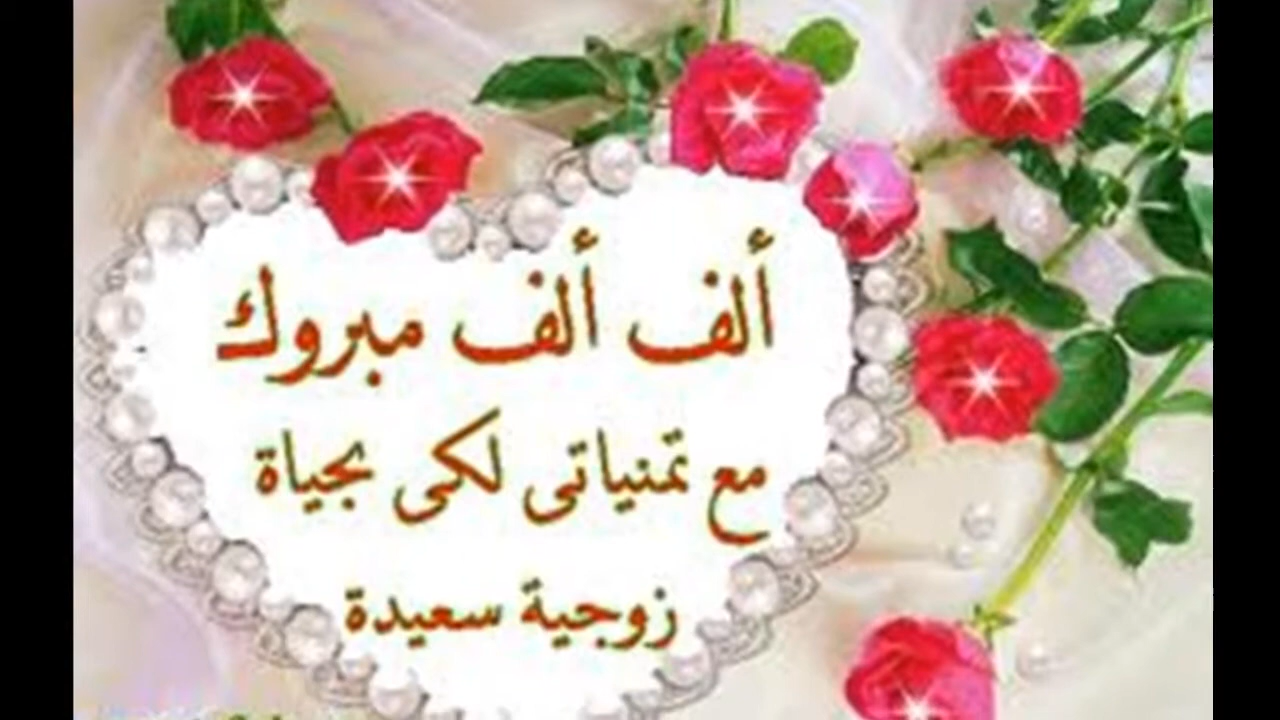 ألف ألف مبروك
مع تمنياتى لكى بحياة
زوجية سعيدة